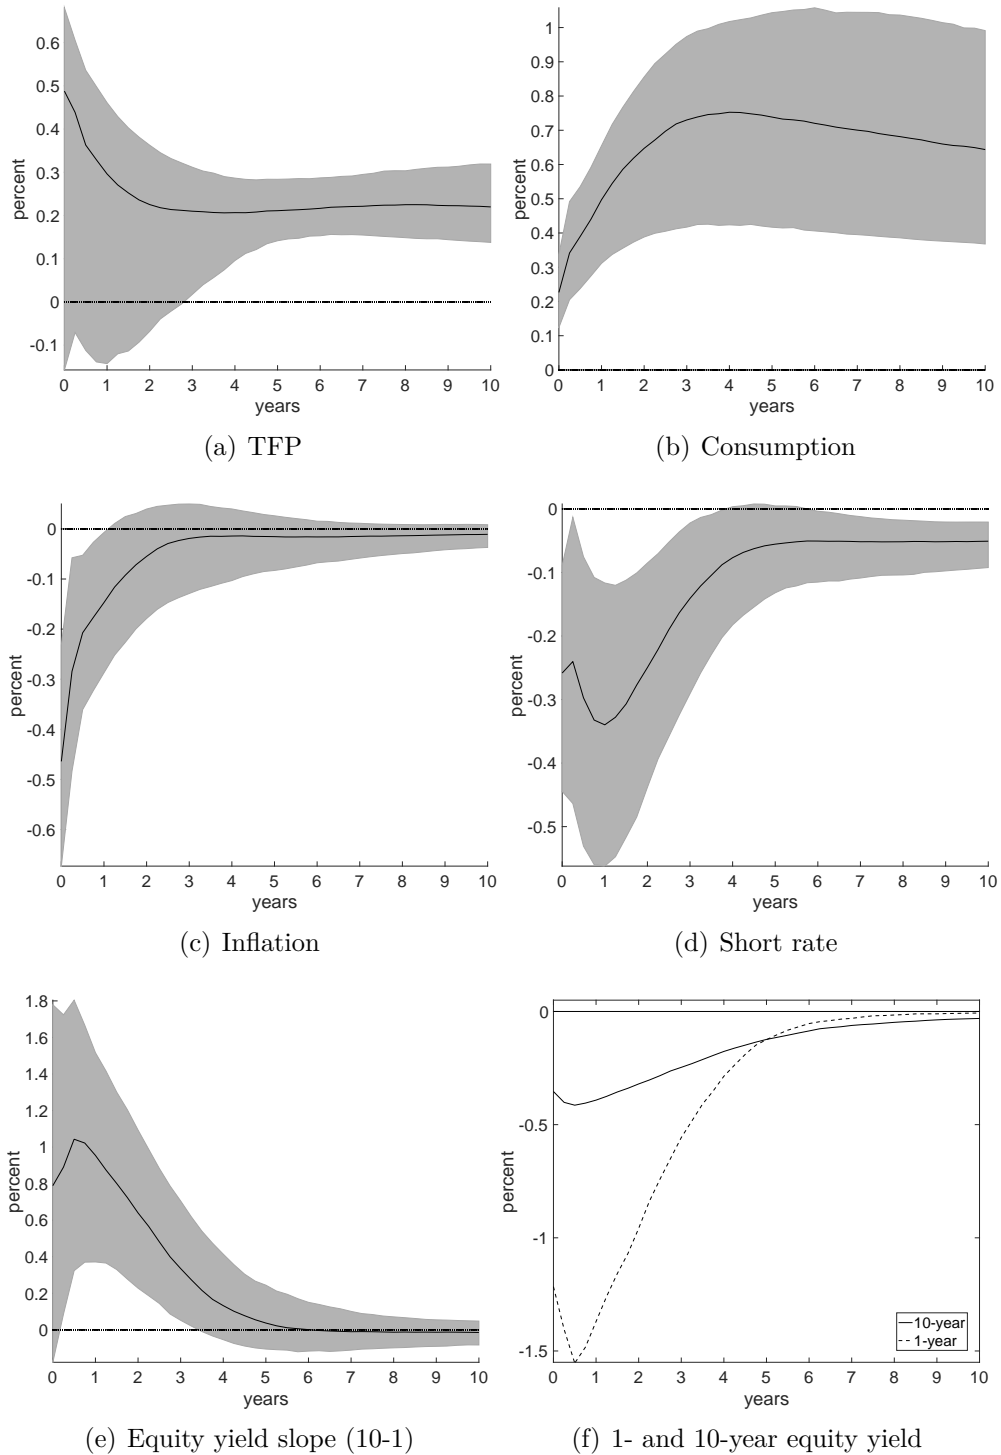 0.6
0.5
0.4
0.3
0.2
0.1
0
-0.1
percent
0 1 2 3 4 5 6 7 8 9 10
years
(a) TFP
1
0.9
0.8
0.7
0.6
0.5
0.4
0.3
0.2
0.1
0
percent
0 1 2 3 4 5 6 7 8 9 10
years
(b) Consumption
0
-0.1
-0.2
-0.3
-0.4
-0.5
-0.6
percent
0 1 2 3 4 5 6 7 8 9 10
years
(c) Inflation
0
-0.1
-0.2
-0.3
-0.4
-0.5
percent
0 1 2 3 4 5 6 7 8 9 10
years
(d) Short rate
1.8
1.6
1.4
1.2
1
0.8
0.6
0.4
0.2
0
percent
0 1 2 3 4 5 6 7 8 9 10
years
(e) Equity yield slope (10-1)
0
-0.5
-1
-1.5
percent
10-year
1-year
0 1 2 3 4 5 6 7 8 9 10
years
(f) 1- and 10-year equity yield